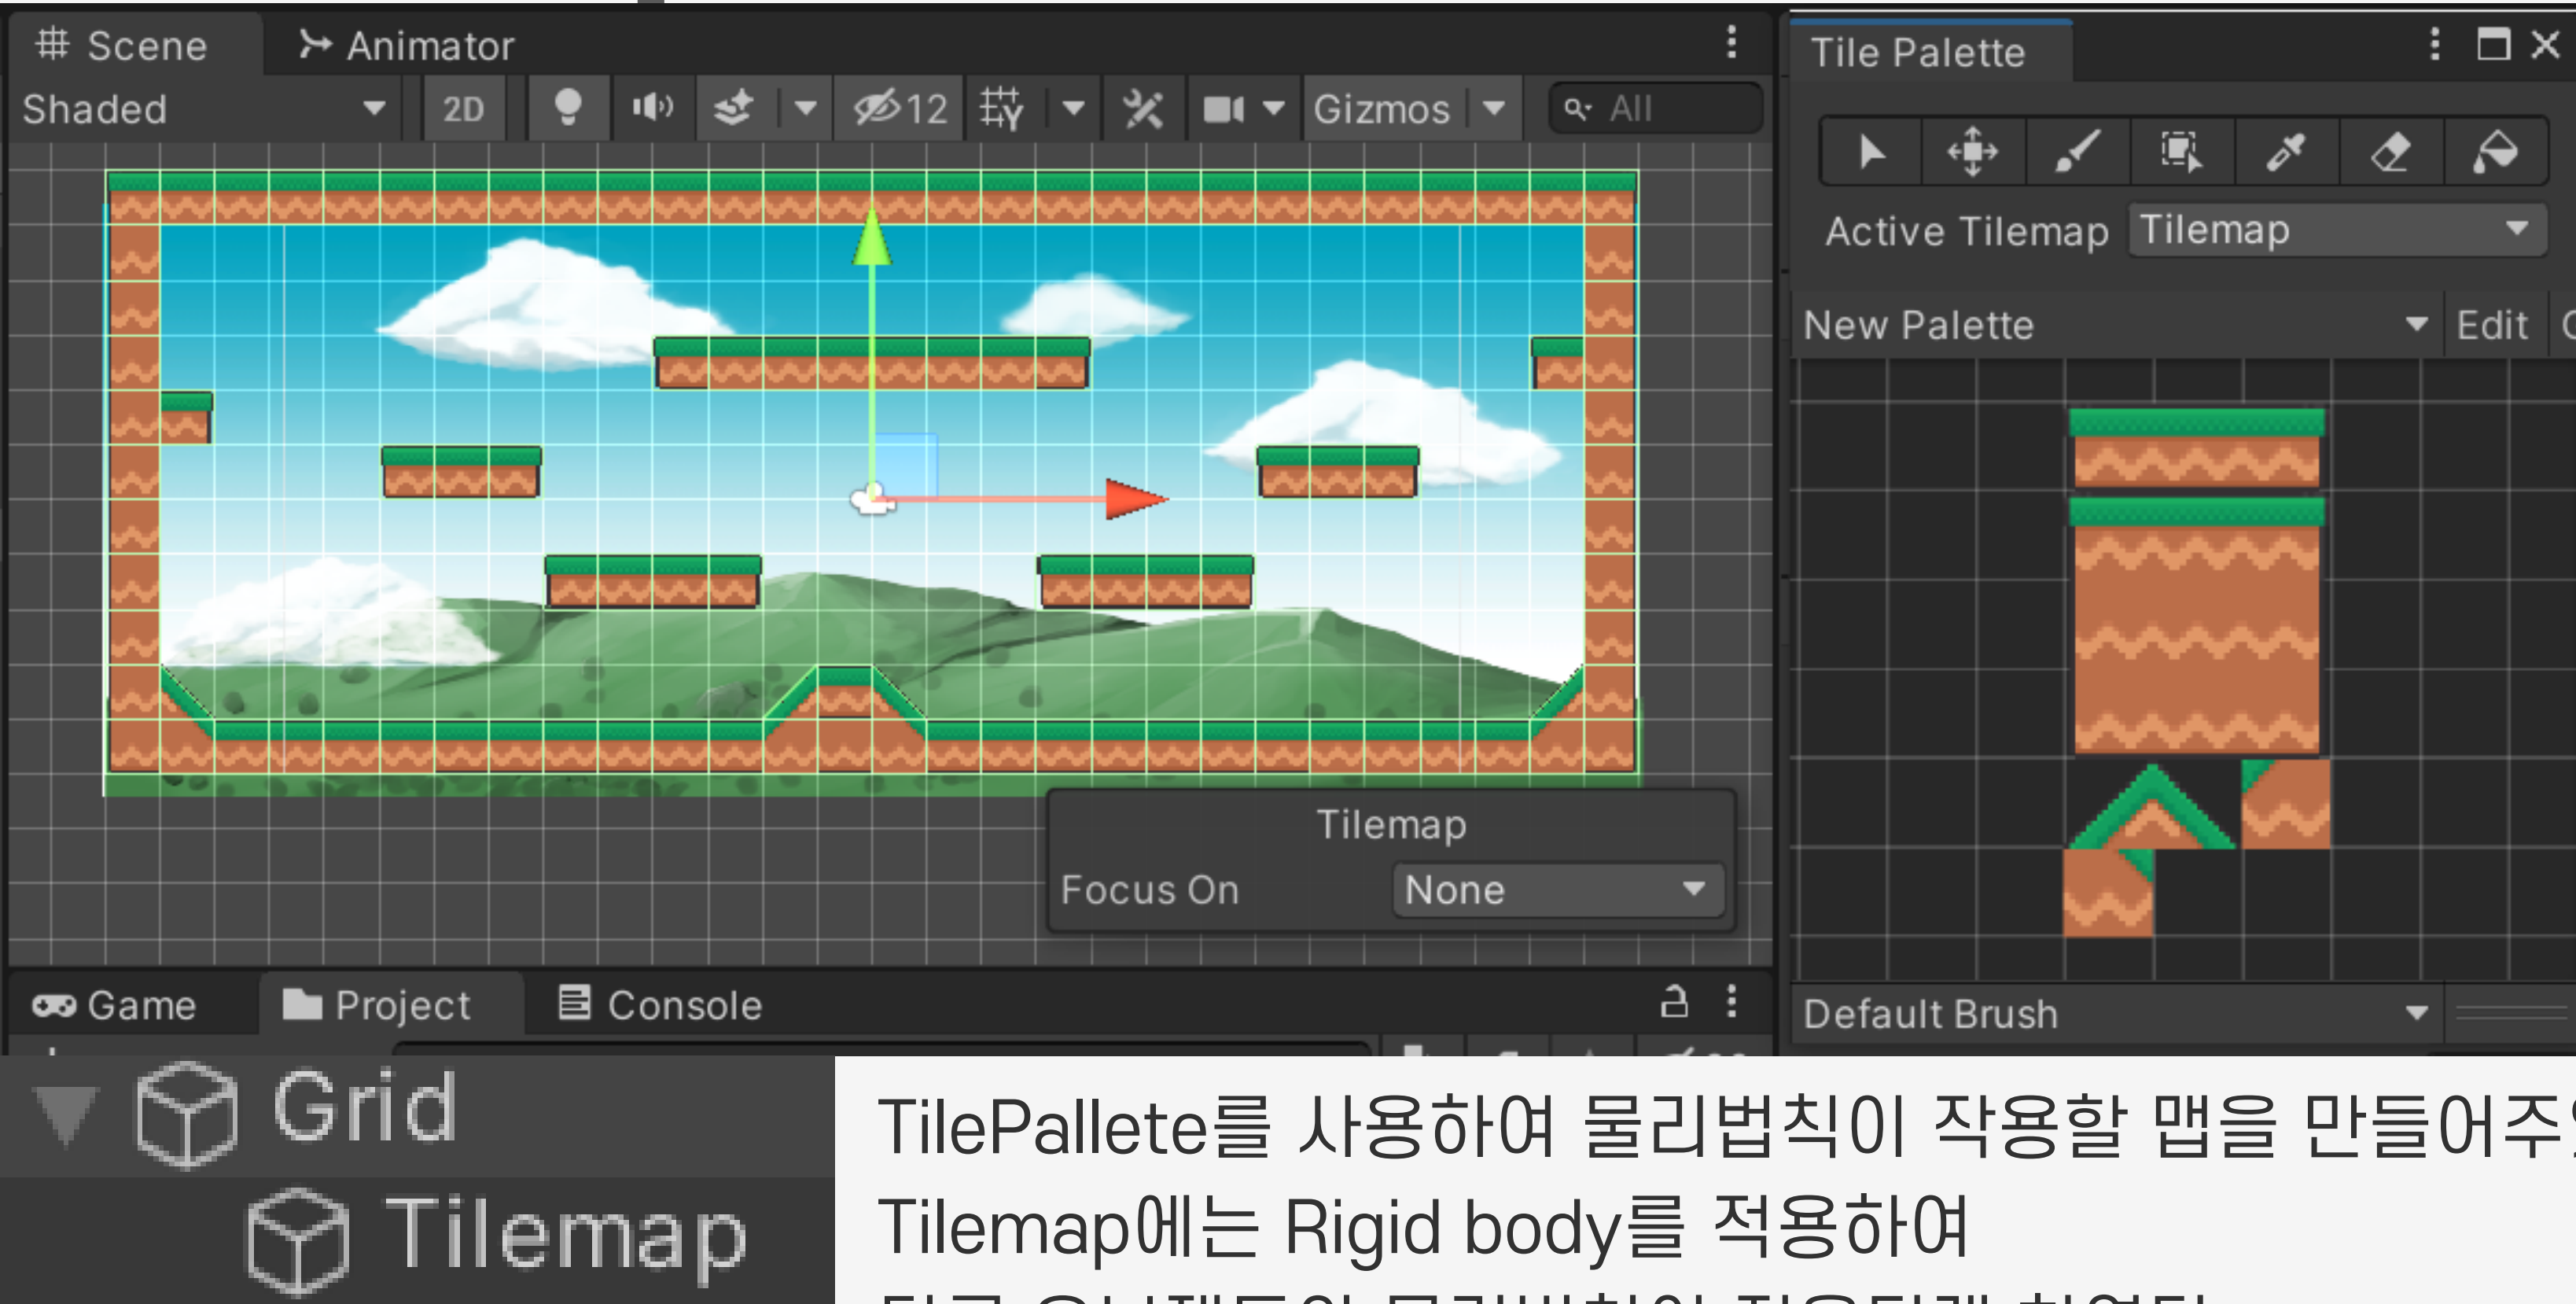 Scene Animator
Shaded 2D 12 Gizmos All
Tile Palette
Active Tilemap Tilemap
New Palette Edit
Tilemap
Focus On None
Default Brush
Game Project Console
Grid
Tilemap
TilePallete를 사용하여 물리법칙이 작용할 맵을 만들어주
Tilemap에는 Rigid body를 적용하여